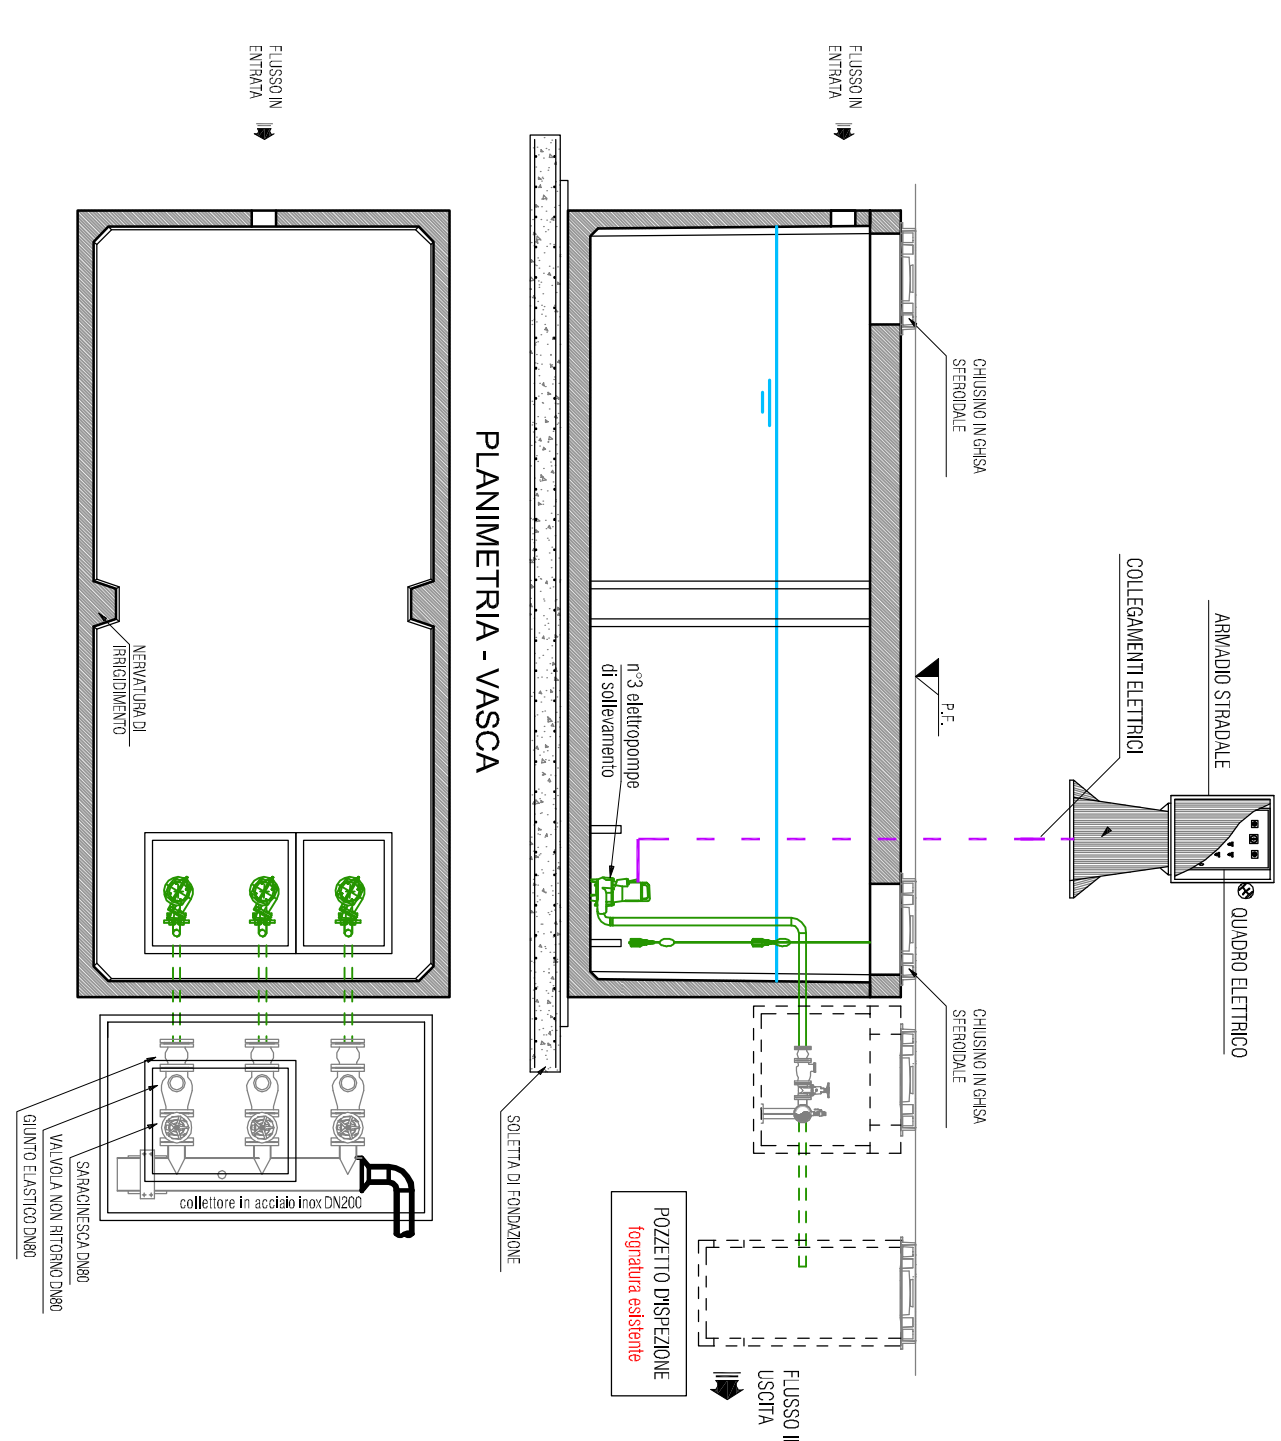 ARMADIO STRADALE
QUADRO ELETTRICO
COLLEGAMENTI ELETTRICI
CHIUSINO IN GHISA
SFEROIDALE
P.F.
CHIUSINO IN GHISA
SFEROIDALE
FLUSSO IN
ENTRATA
n°3 elettropompe
di sollevamento
FLUSSO I
USCITA
POZZETTO D'ISPEZIONE
fognatura esistente
SOLETTA DI FONDAZIONE
PLANIMETRIA - VASCA
FLUSSO IN
ENTRATA
NERVATURA DI
IRRIGIDIMENTO
collettore in acciaio inox DN200
SARACINESCA DN80
VALVOLA NON RITORNO DN80
GIUNTO ELASTICO DN80